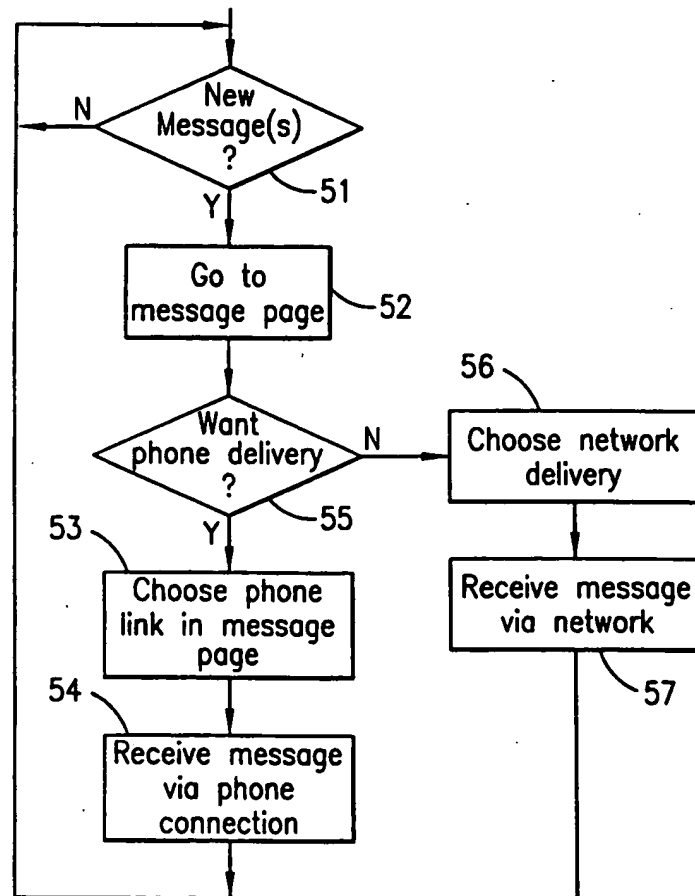 New
Message(s)
?
N
51
Y
Go to
message page
52
Want
phone delivery
?
N
55
Y
56
Choose network
delivery
53
Choose phone
link in message
page
Receive message
via network
57
54
Receive message
via phone
connection